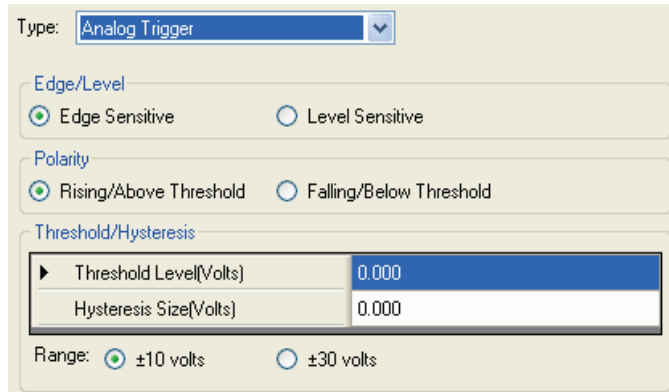 Type: Analog Trigger
Edge/Level
Edge Sensitive Level Sensitive
Polarity
Rising/Above Threshold Falling/Below Threshold
Threshold/Hysteresis
Threshold Level(Volts) 0.000
Hysteresis Size(Volts) 0.000
Range: ±10 volts ±30 volts